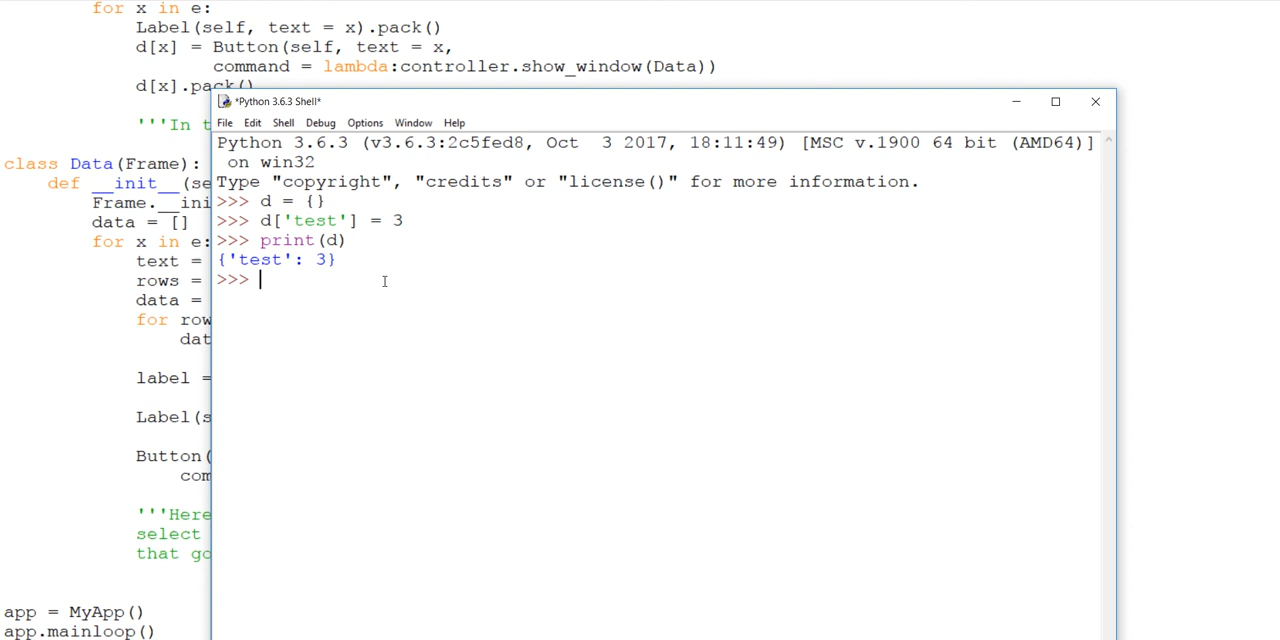 for x in e:
Label(self, text = x).pack()
d[x] = Button(self, text = x,
command = lambda:controller.show_window(Data))
d[x].pack()
'''In t
class Data(Frame):
def __init__(se
Frame.__ini
data = []
for x in e:
text =
rows =
data =
for row
dat
label =
Label(s
Button(
com
'''Here
select
that go
app = MyApp()
app.mainloop()
*Python 3.6.3 Shell*
File Edit Shell Debug Options Window Help
Python 3.6.3 (v3.6.3:2c5fed8, Oct  3 2017, 18:11:49) [MSC v.1900 64 bit (AMD64)]
on win32
Type "copyright", "credits" or "license()" for more information.
>>> d = {}
>>> d['test'] = 3
>>> print(d)
{'test': 3}
>>>